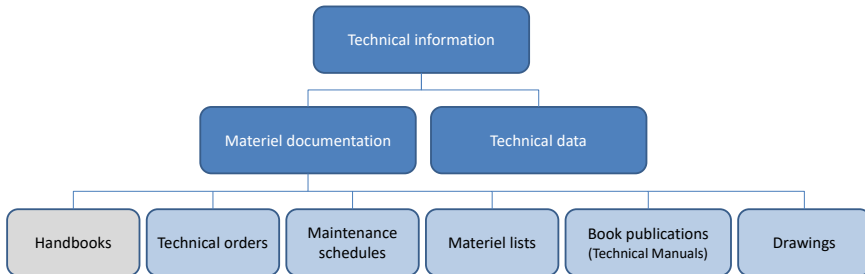 Technical information
Materiel documentation
Technical data
Handbooks
Technical orders
Maintenance
schedules
Materiel lists
Book publications
(Technical Manuals)
Drawings